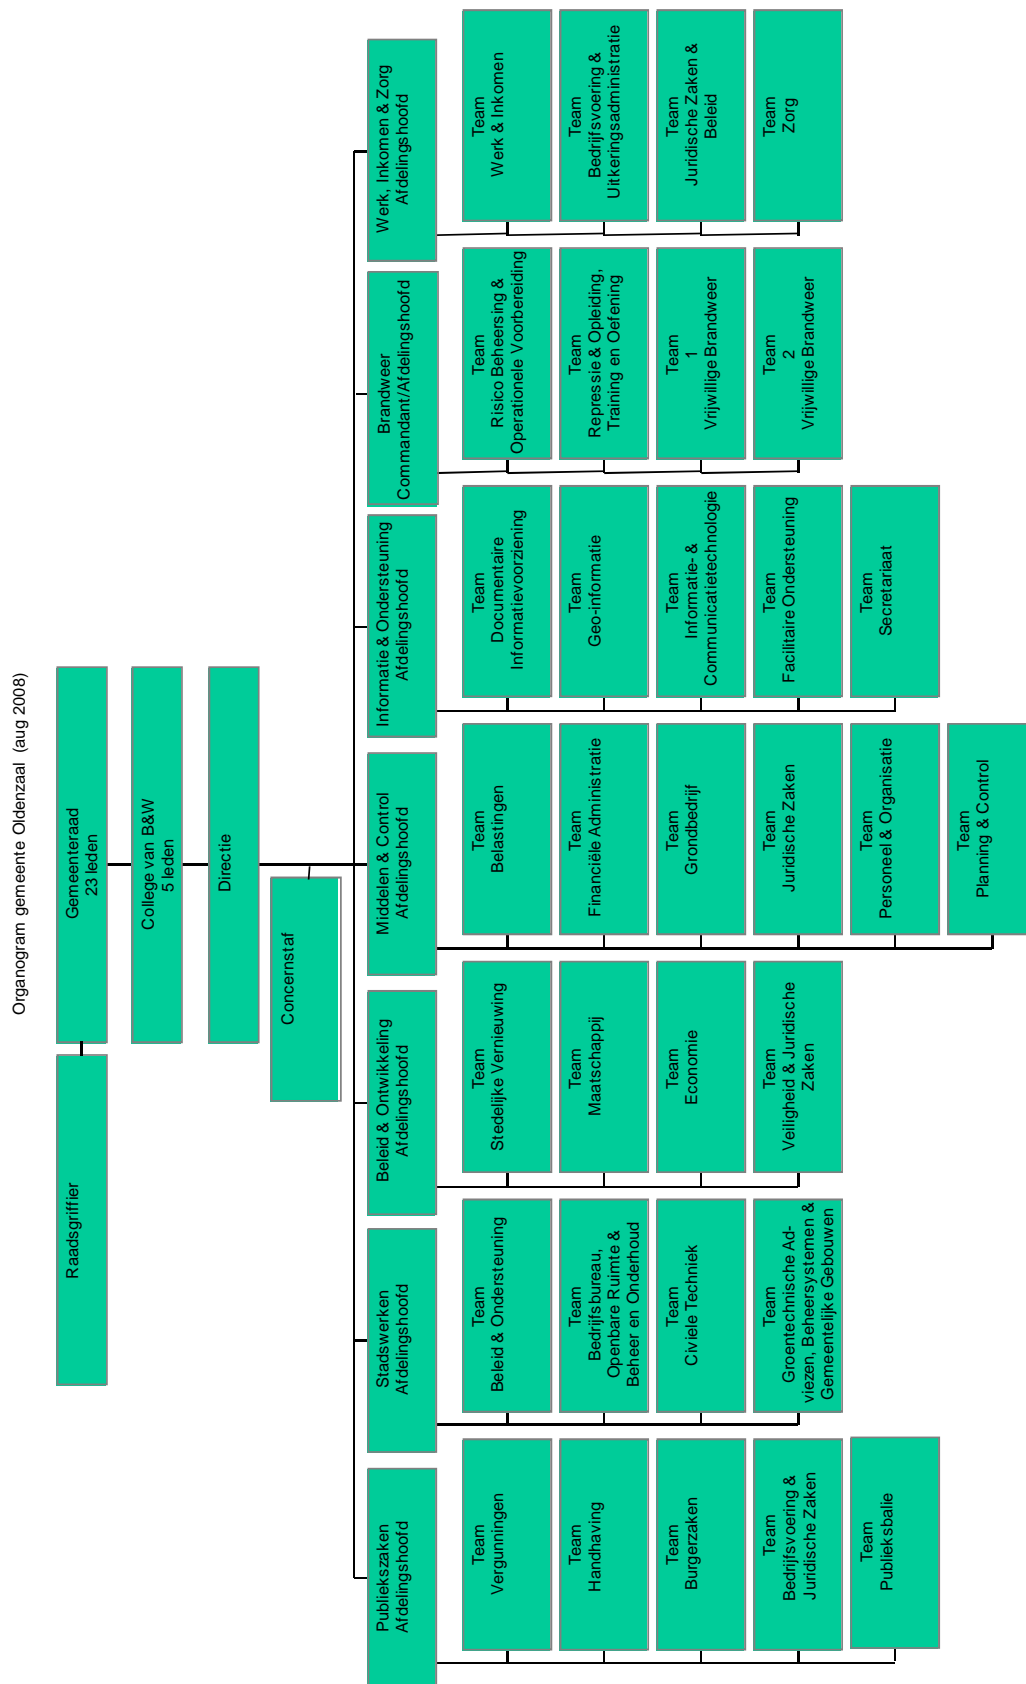 Organogram gemeente Oldenzaal (aug 2008)
Gemeenteraad
23 leden
Raadsgriffier
College van B&W
5 leden
Directie
Concernstaf
Publiekszaken
Afdelingshoofd
Team
Vergunningen
Team
Handhaving
Team
Burgerzaken
Team
Bedrijfsvoering &
Juridische Zaken
Team
Publieksbalie
Stadswerken
Afdelingshoofd
Team
Beleid & Ondersteuning
Team
Bedrijfsbureau,
Openbare Ruimte &
Beheer en Onderhoud
Team
Civiele Techniek
Team
Groentechnische Ad-
viezen, Beheersystemen &
Gemeentelijke Gebouwen
Beleid & Ontwikkeling
Afdelingshoofd
Team
Stedelijke Vernieuwing
Team
Maatschappij
Team
Economie
Team
Veiligheid & Juridische
Zaken
Middelen & Control
Afdelingshoofd
Team
Belastingen
Team
Financiële Administratie
Team
Grondbedrijf
Team
Juridische Zaken
Team
Personeel & Organisatie
Team
Planning & Control
Informatie & Ondersteuning
Afdelingshoofd
Team
Documentaire
Informatievoorziening
Team
Geo-informatie
Team
Informatie- &
Communicatietechnologie
Team
Facilitaire Ondersteuning
Team
Secretariaat
Brandweer
Commandant/Afdelingshoofd
Team
Risico Beheersing &
Operationele Voorbereiding
Team
Repressie & Opleiding,
Training en Oefening
Team
1
Vrijwillige Brandweer
Team
2
Vrijwillige Brandweer
Werk, Inkomen & Zorg
Afdelingshoofd
Team
Werk & Inkomen
Team
Bedrijfsvoering &
Uitkeringsadministratie
Team
Juridische Zaken &
Beleid
Team
Zorg